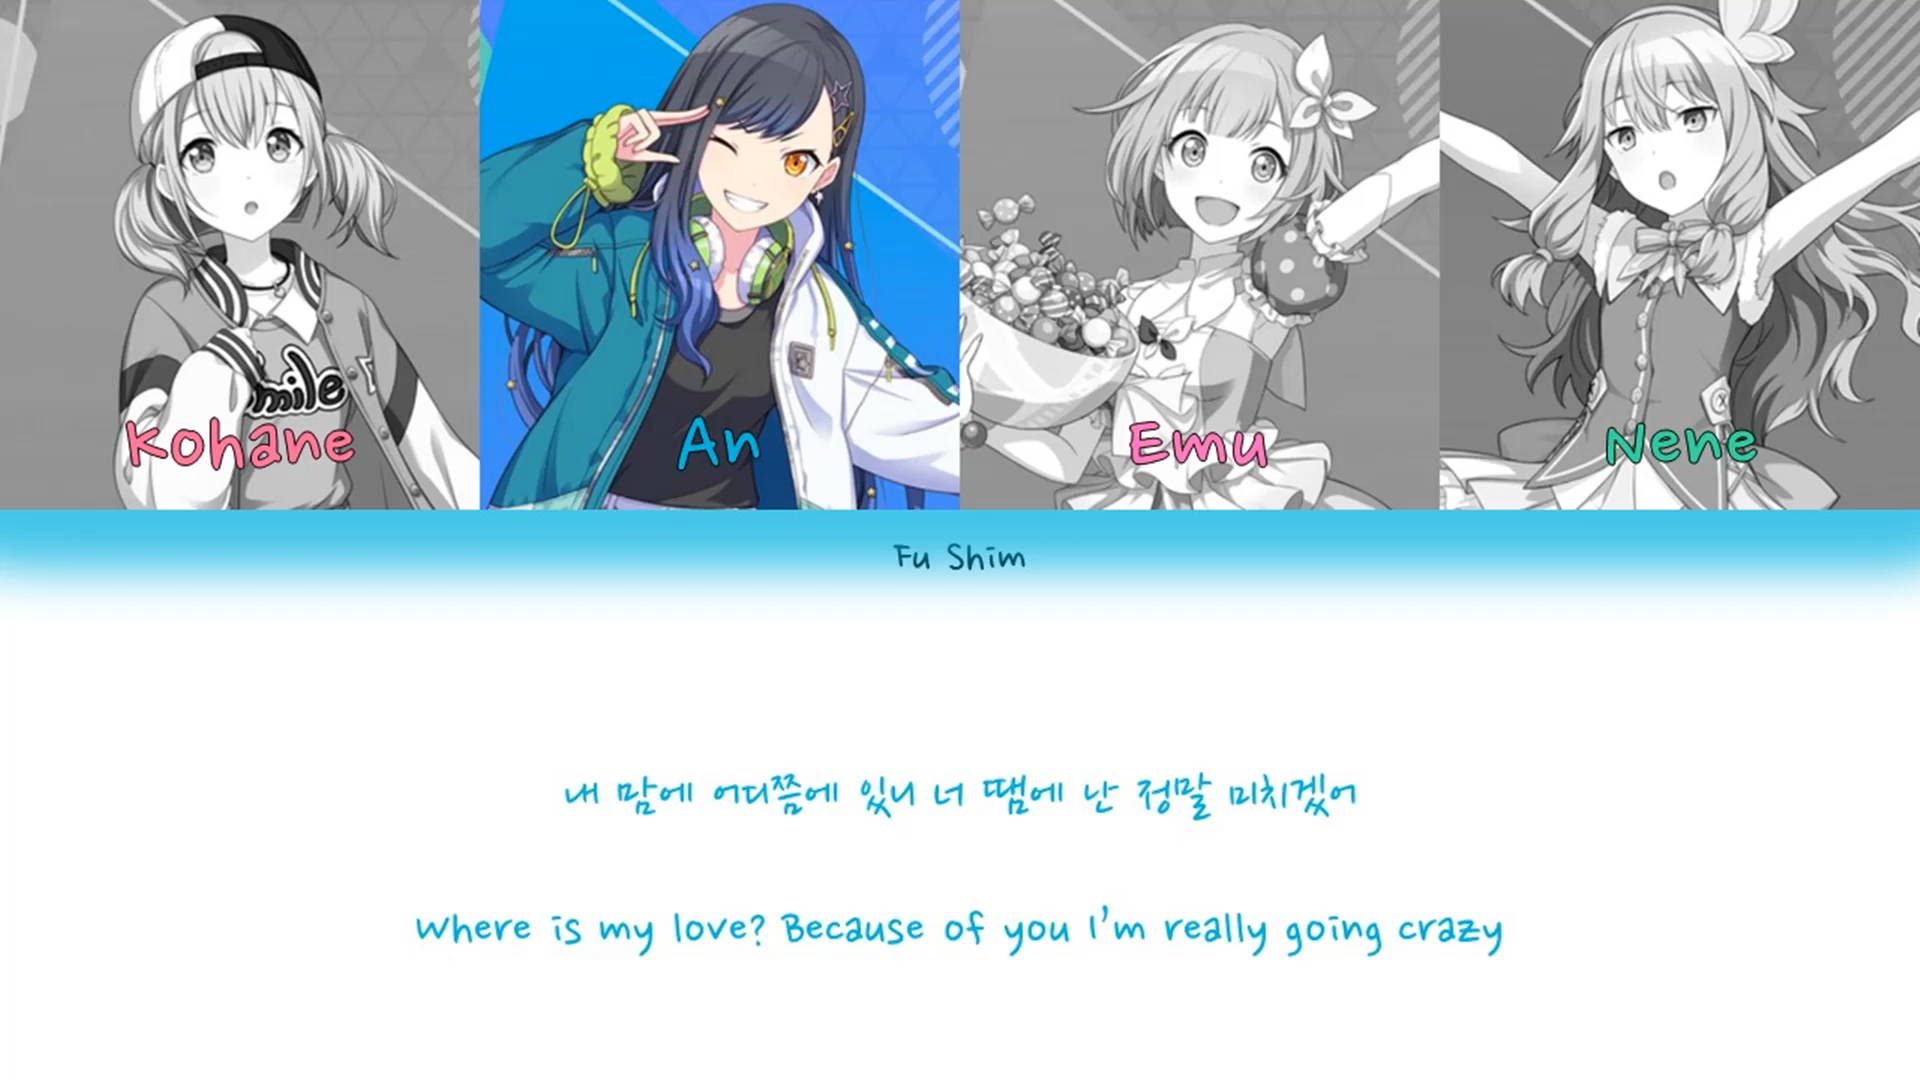 smile
Kohane
An
Emu
Nene
Fu Shim
내 맘에 어디쯤에 있니 너 땜에 난 정말 미치겠어
Where is my love? Because of you I'm really going crazy